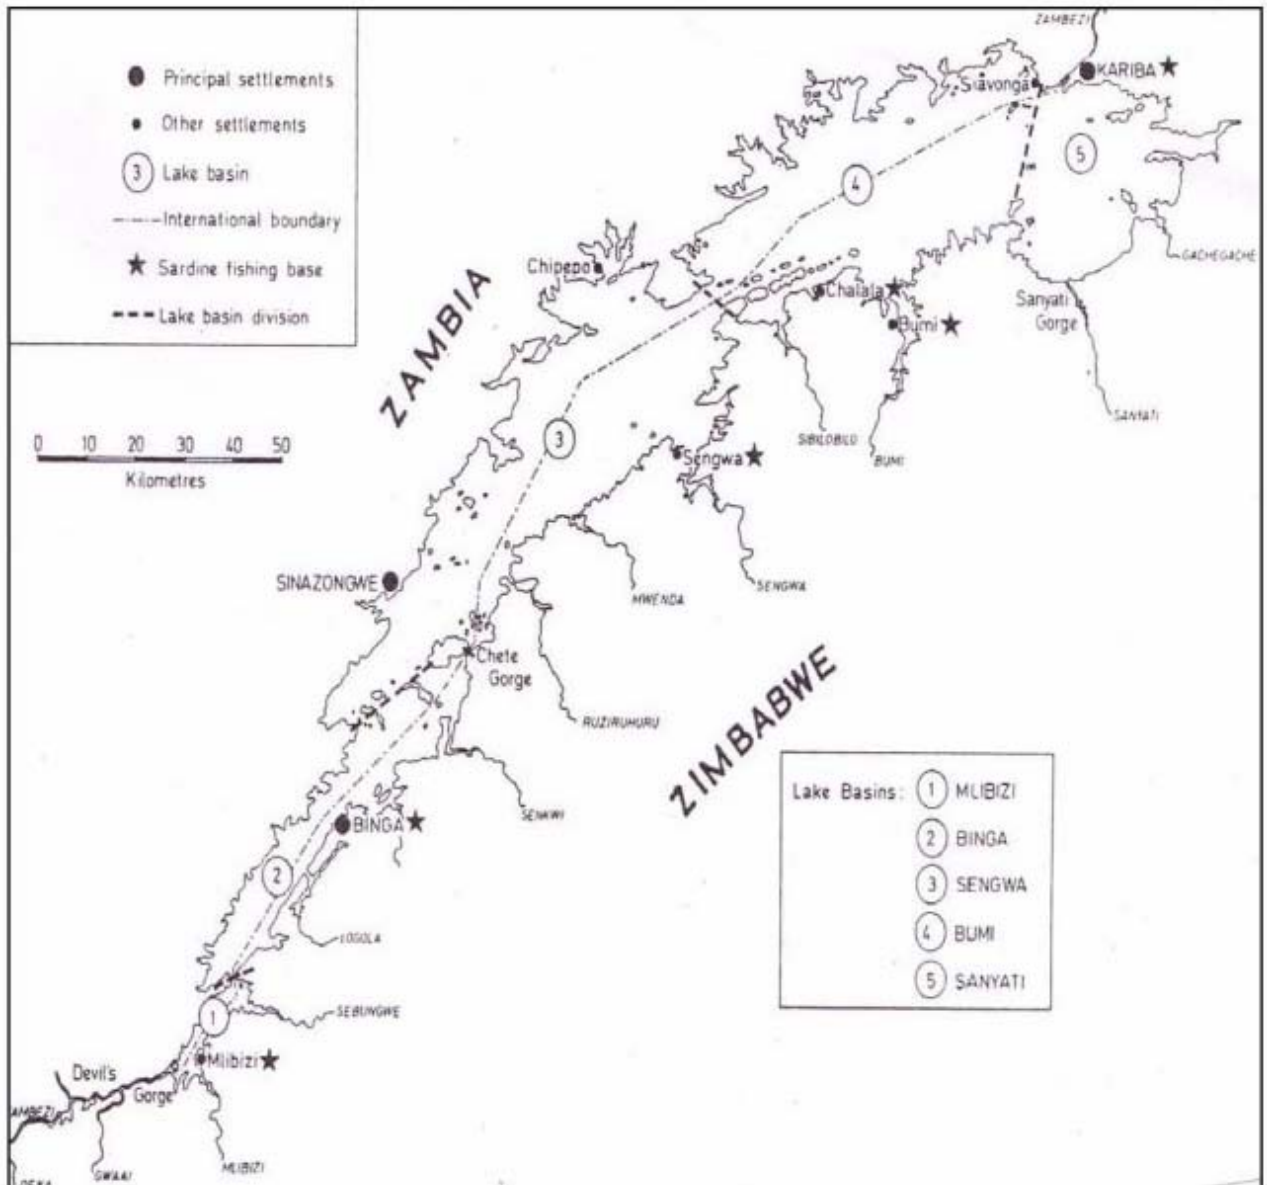 Principal settlements
Other settlements
3 Lake basin
International boundary
Sardine fishing base
Lake basin division
0 10 20 30 40 50
Kilometres
ZAMBEZI
KARIBA
Siavonga
5
4
GACHEGACHE
Chipepo
Chalala
Sanyati
Gorge
Bumi
ZAMBIA
SANYATI
SIBILOBILO
BUMI
3
Sengwa
SINAZONGWE
MWENDA
SENGWA
Chete
Gorge
RUZIRUHURU
ZIMBABWE
SENKWI
BINGA
2
LOGOLA
SEBUNGWE
1
Mlibizi
Devil's
Gorge
AMBEZI
GWAAI
MLIBIZI
Lake Basins: 1 MLIBIZI
2 BINGA
3 SENGWA
4 BUMI
5 SANYATI